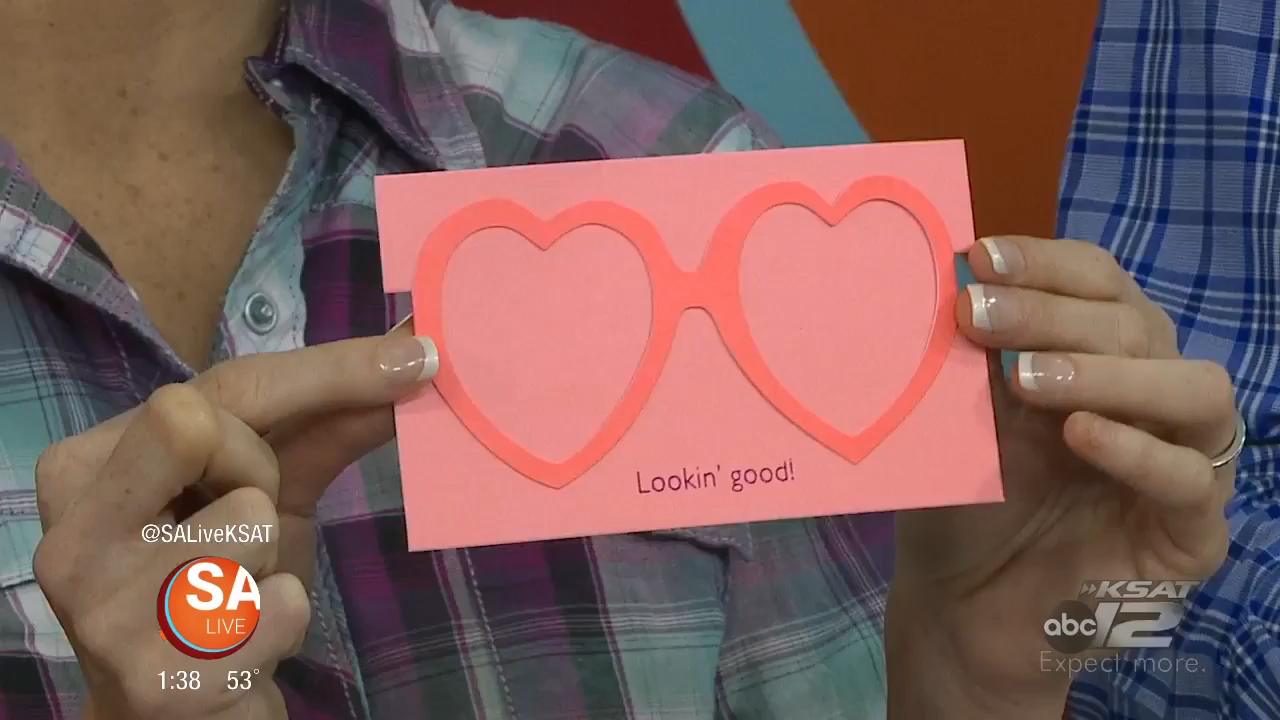 Lookin' good!
@SALiveKSAT
SA
LIVE
1:38 53°
KSAT
abc 12
Expect more.